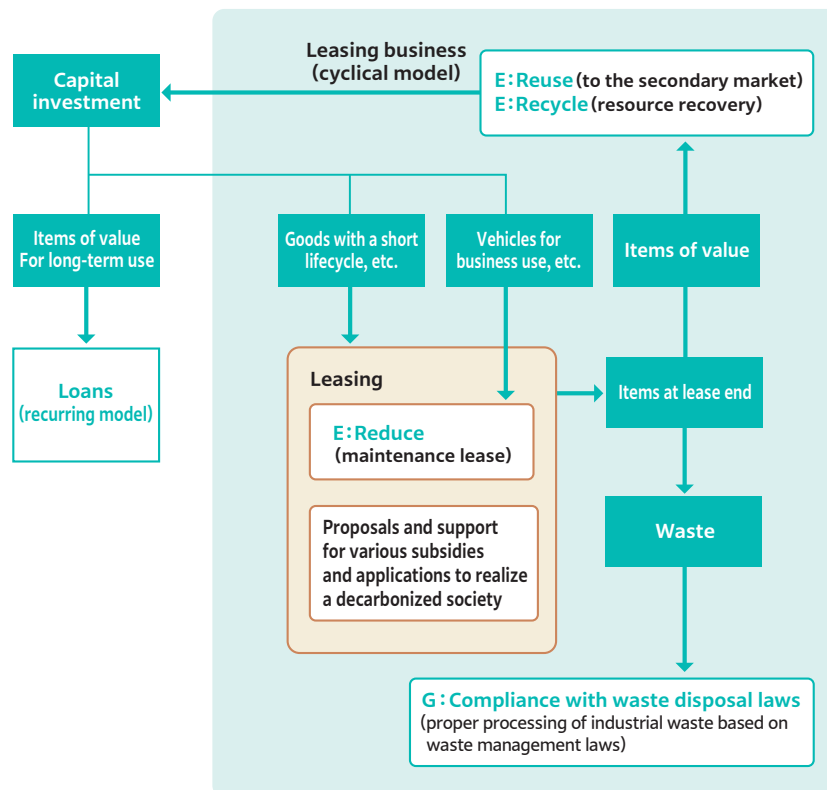 Leasing business
(cyclical model)
Capital
investment
E:Reuse (to the secondary market)
E:Recycle (resource recovery)
Items of value
For long-term use
Goods with a short
lifecycle, etc.
Vehicles for
business use, etc.
Items of value
Loans
(recurring model)
Leasing
E:Reduce
(maintenance lease)
Items at lease end
Proposals and support
for various subsidies
and applications to realize
a decarbonized society
Waste
G:Compliance with waste disposal laws
(proper processing of industrial waste based on
waste management laws)